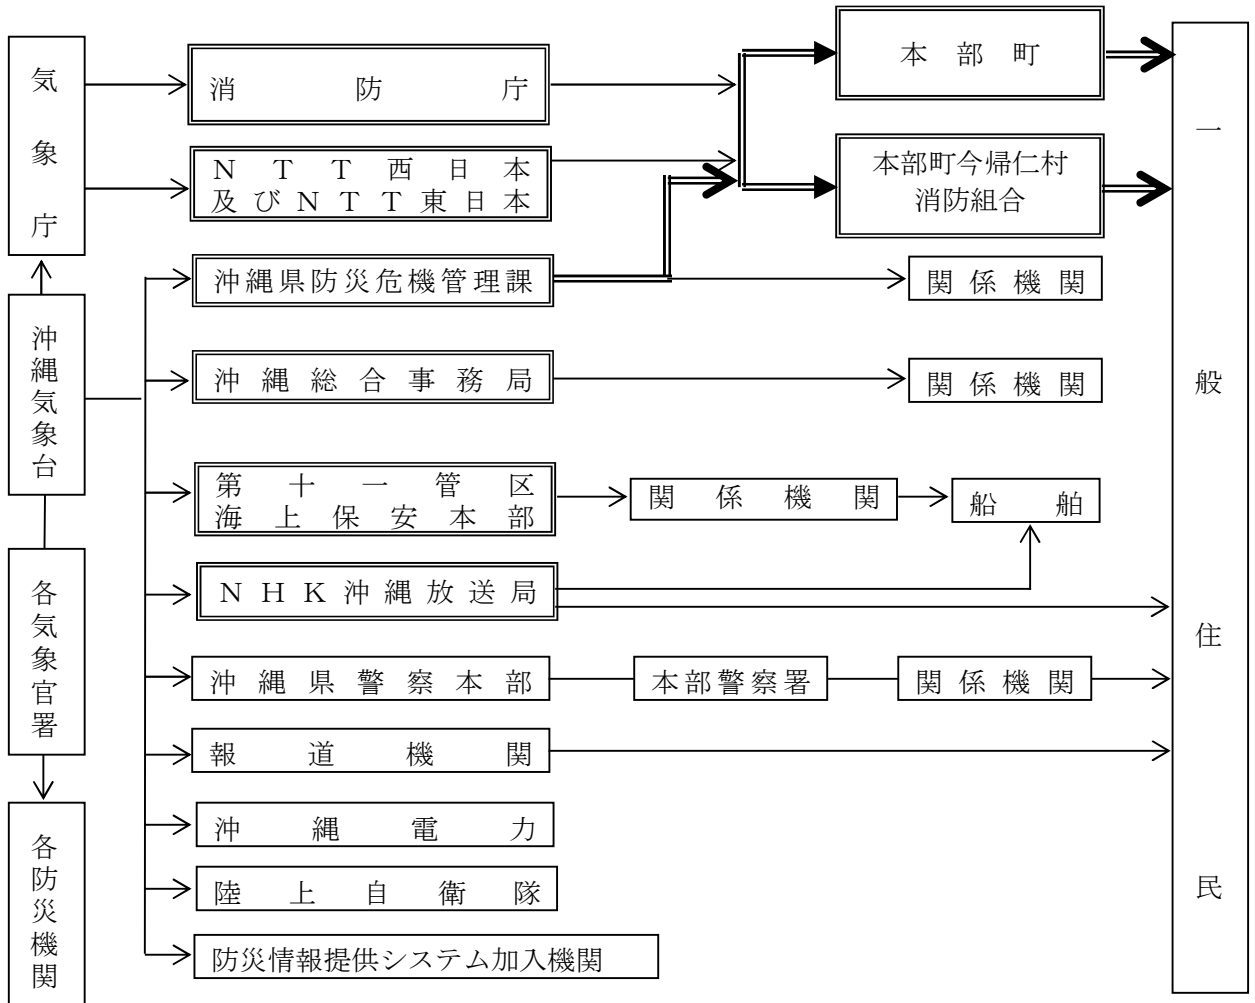 気象庁
沖縄気象台
各気象官署
各防災機関
消防庁
NTT西日本
及びNTT東日本
沖縄県防災危機管理課
沖縄総合事務局
第十一管区
海上保安本部
NHK沖縄放送局
沖縄県警察本部
報道機関
沖縄電力
陸上自衛隊
防災情報提供システム加入機関
本部町
本部町今帰仁村
消防組合
関係機関
関係機関
関係機関
船舶
本部警察署
関係機関
一般住民